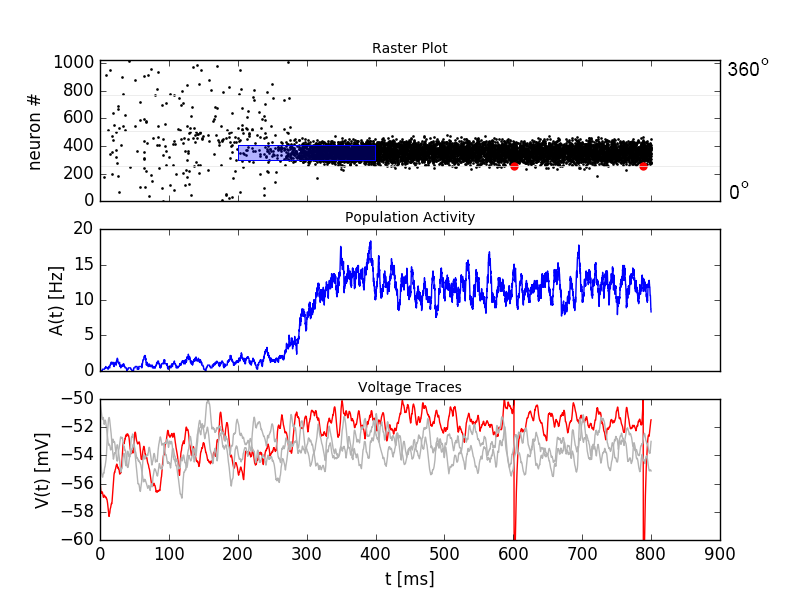 Raster Plot
1000
800
600
400
200
0
neuron #
360°
0°
Population Activity
20
15
10
5
0
A(t) [Hz]
Voltage Traces
−50
−52
−54
−56
−58
−60
V(t) [mV]
0 100 200 300 400 500 600 700 800 900
t [ms]